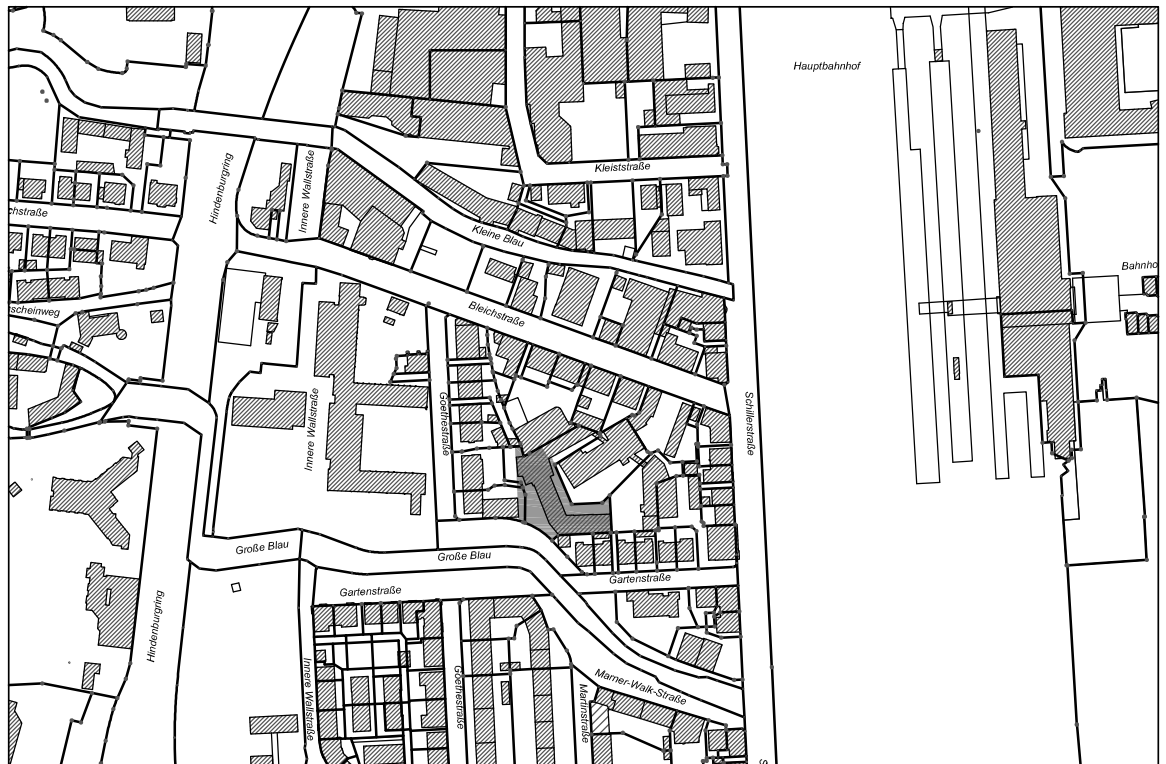 Hauptbahnhof
Kleiststraße
Hindenburgring
Innere Wallstraße
chstraße
Kleine Blau
Bahnho
scheinweg
Bleichstraße
Innere Wallstraße
Goethestraße
Schillerstraße
Große Blau
Große Blau
Gartenstraße
Gartenstraße
Hindenburgring
Innere Wallstraße
Goethestraße
Martinstraße
Marner-Walk-Straße
S